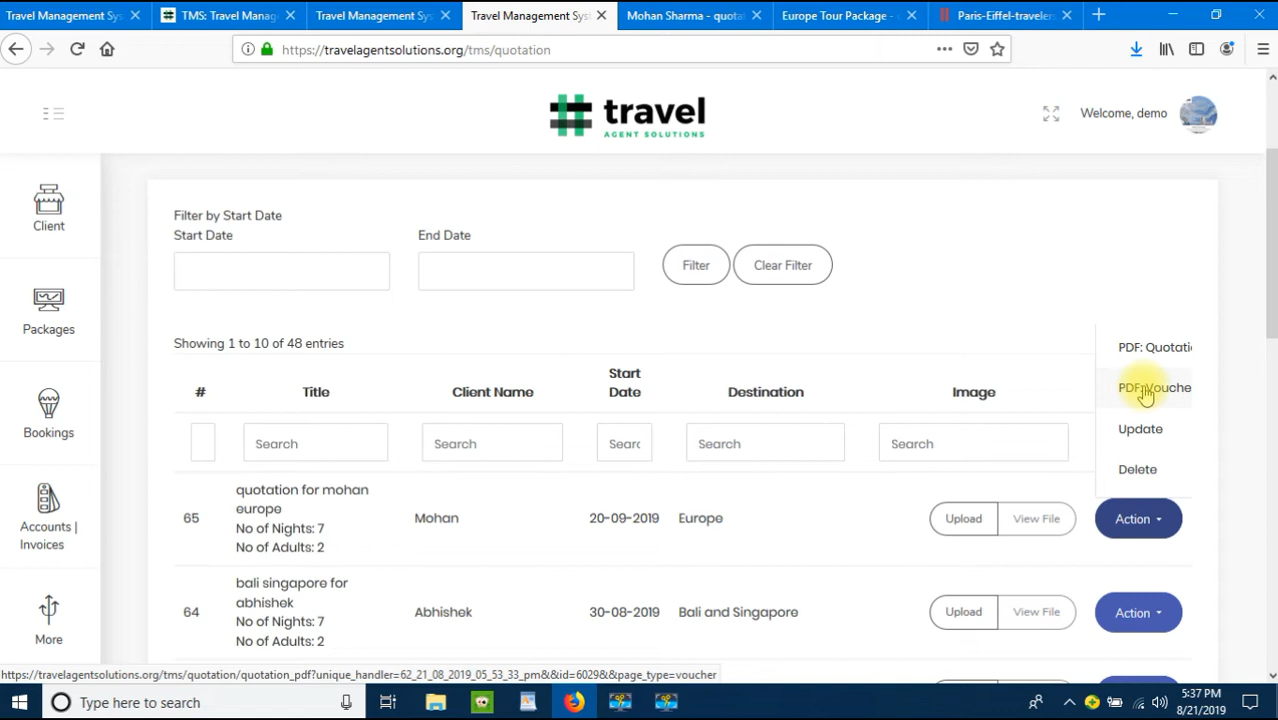 Travel Management Sys
TMS: Travel Manag
Travel Management Sys
Travel Management Sys
Mohan Sharma - quota
Europe Tour Package -
Paris-Eiffel-travelers
https://travelagentsolutions.org/tms/quotation
travel
AGENT SOLUTIONS
Welcome, demo
Client
Packages
Bookings
Accounts |
Invoices
More
Filter by Start Date
Start Date
End Date
Filter
Clear Filter
Showing 1 to 10 of 48 entries
PDF: Quotati
PDF: Vouche
Update
Delete
# Title Client Name Start Date Destination Image
Search Search Searc Search Search
65 quotation for mohan europe
No of Nights: 7
No of Adults: 2
Mohan 20-09-2019 Europe Upload View File Action
64 bali singapore for abhishek
No of Nights: 7
No of Adults: 2
Abhishek 30-08-2019 Bali and Singapore Upload View File Action
https://travelagentsolutions.org/tms/quotation/quotation_pdf?unique_handler=62_21_08_2019_05_53_33_pm&&id=6029&&page_type=voucher
Type here to search
5:37 PM
8/21/2019